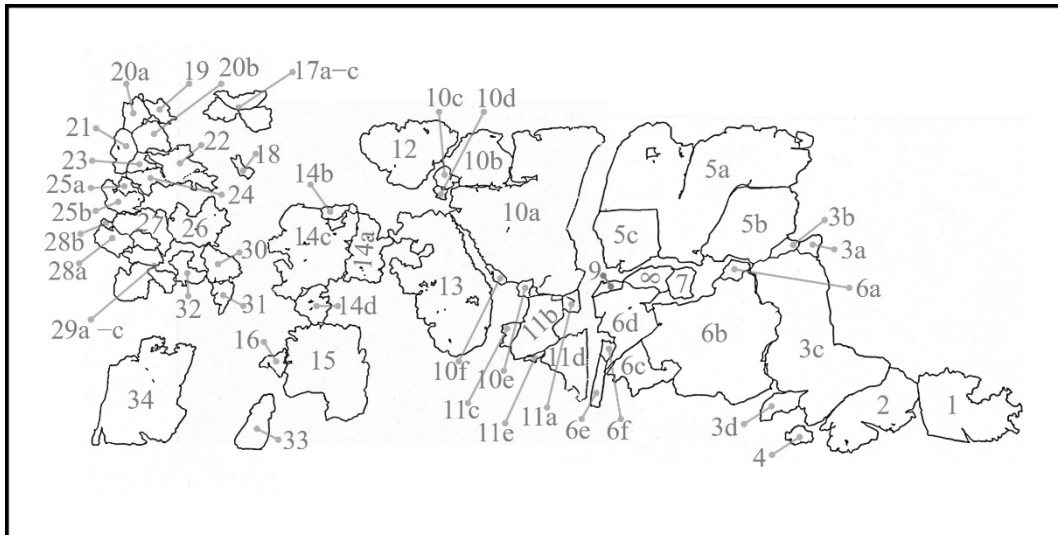 20a 19 20b 17a–c
21 10c 10d
12 10b
23 22 18 5a
25a 14b
25b 24 10a 5b 3b
28b 27 26 14c 14a 5c 3a
28a 30 9 8 7
13 6a
32 31 14d 11b 6d 6b
29a –c 16 15 11d 6c 3c
10f 10e
34 11c 11a 2 1
33 11e 6e 6f 3d
4